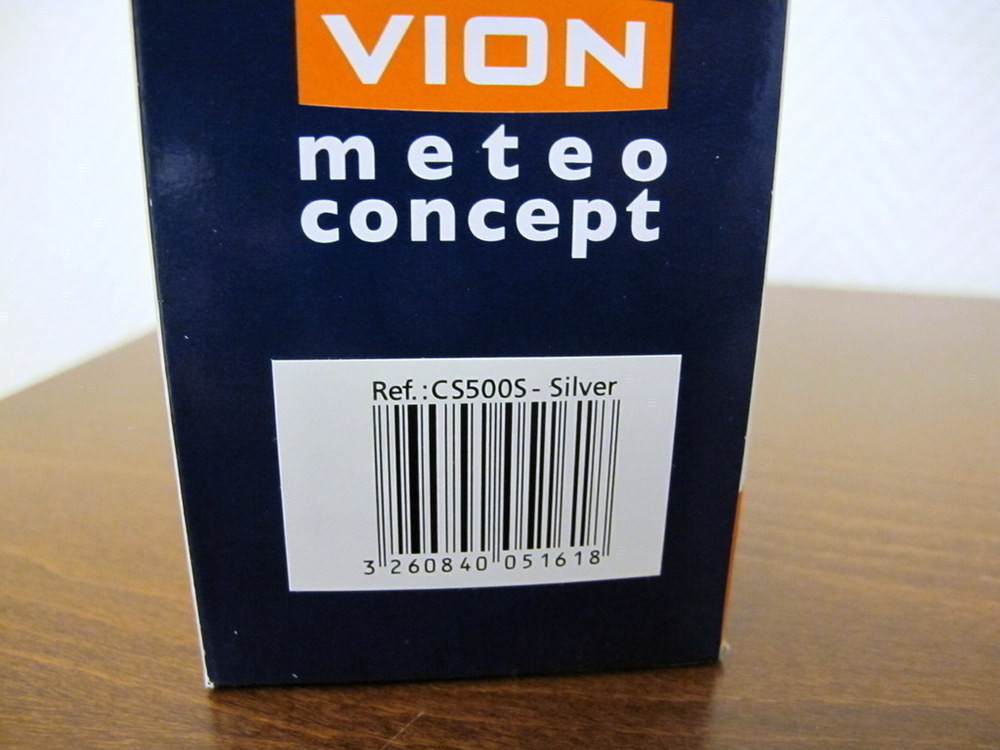 VION
meteo
concept
Ref.:CS500S - Silver
3 260840 051618